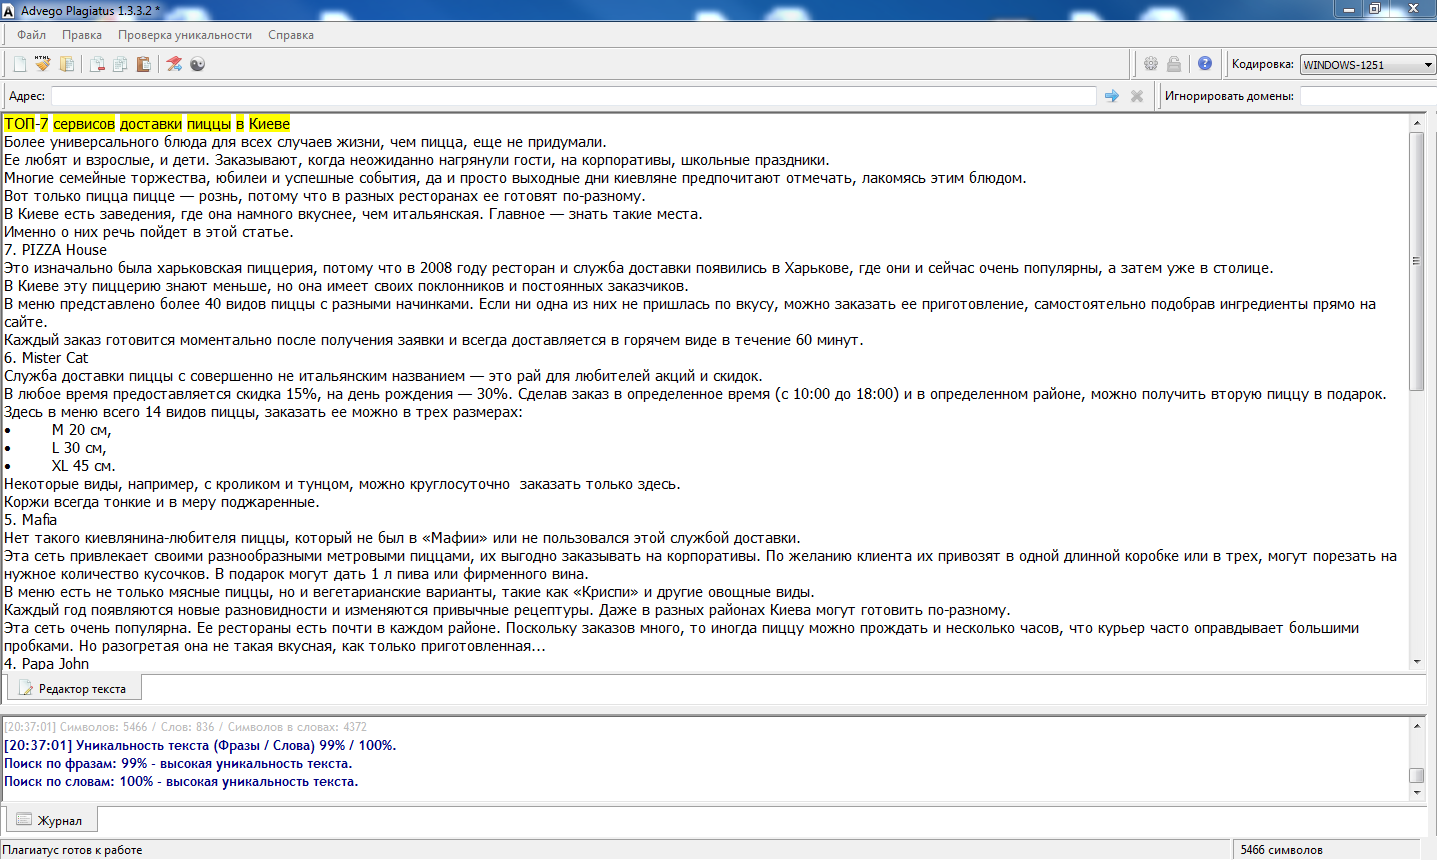 Advego Plagiatus 1.3.3.2 *
Файл Правка Проверка уникальности Справка
HTML ? Кодировка: WINDOWS-1251
Адрес: Игнорировать домены:
ТОП-7 сервисов доставки пиццы в Киеве
Более универсального блюда для всех случаев жизни, чем пицца, еще не придумали.
Ее любят и взрослые, и дети. Заказывают, когда неожиданно нагрянули гости, на корпоративы, школьные праздники.
Многие семейные торжества, юбилеи и успешные события, да и просто выходные дни киевляне предпочитают отмечать, лакомясь этим блюдом.
Вот только пицца пицце — рознь, потому что в разных ресторанах ее готовят по-разному.
В Киеве есть заведения, где она намного вкуснее, чем итальянская. Главное — знать такие места.
Именно о них речь пойдет в этой статье.
7. PIZZA House
Это изначально была харьковская пиццерия, потому что в 2008 году ресторан и служба доставки появились в Харькове, где они и сейчас очень популярны, а затем уже в столице.
В Киеве эту пиццерию знают меньше, но она имеет своих поклонников и постоянных заказчиков.
В меню представлено более 40 видов пиццы с разными начинками. Если ни одна из них не пришлась по вкусу, можно заказать ее приготовление, самостоятельно подобрав ингредиенты прямо на
сайте.
Каждый заказ готовится моментально после получения заявки и всегда доставляется в горячем виде в течение 60 минут.
6. Mister Cat
Служба доставки пиццы с совершенно не итальянским названием — это рай для любителей акций и скидок.
В любое время предоставляется скидка 15%, на день рождения — 30%. Сделав заказ в определенное время (с 10:00 до 18:00) и в определенном районе, можно получить вторую пиццу в подарок.
Здесь в меню всего 14 видов пиццы, заказать ее можно в трех размерах:
• M 20 см,
• L 30 см,
• XL 45 см.
Некоторые виды, например, с кроликом и тунцом, можно круглосуточно  заказать только здесь.
Коржи всегда тонкие и в меру поджаренные.
5. Mafia
Нет такого киевлянина-любителя пиццы, который не был в «Мафии» или не пользовался этой службой доставки.
Эта сеть привлекает своими разнообразными метровыми пиццами, их выгодно заказывать на корпоративы. По желанию клиента их привозят в одной длинной коробке или в трех, могут порезать на
нужное количество кусочков. В подарок могут дать 1 л пива или фирменного вина.
В меню есть не только мясные пиццы, но и вегетарианские варианты, такие как «Криспи» и другие овощные виды.
Каждый год появляются новые разновидности и изменяются привычные рецептуры. Даже в разных районах Киева могут готовить по-разному.
Эта сеть очень популярна. Ее рестораны есть почти в каждом районе. Поскольку заказов много, то иногда пиццу можно прождать и несколько часов, что курьер часто оправдывает большими
пробками. Но разогретая она не такая вкусная, как только приготовленная...
4. Papa John
Редактор текста
[20:37:01] Символов: 5466 / Слов: 836 / Символов в словах: 4372
[20:37:01] Уникальность текста (Фразы / Слова) 99% / 100%.
Поиск по фразам: 99% - высокая уникальность текста.
Поиск по словам: 100% - высокая уникальность текста.
Журнал
Плагиатус готов к работе 5466 символов